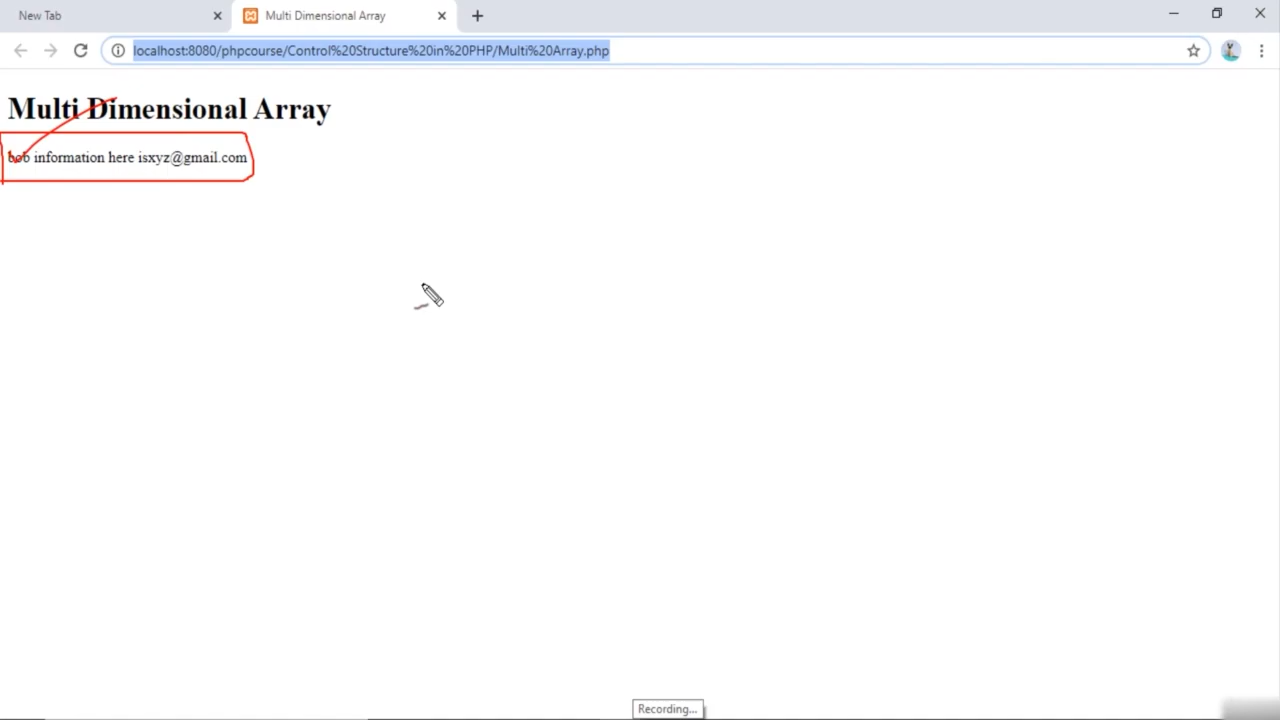 New Tab
Multi Dimensional Array
localhost:8080/phpcourse/Control%20Structure%20in%20PHP/Multi%20Array.php
Multi Dimensional Array
bob information here isxyz@gmail.com
Recording...